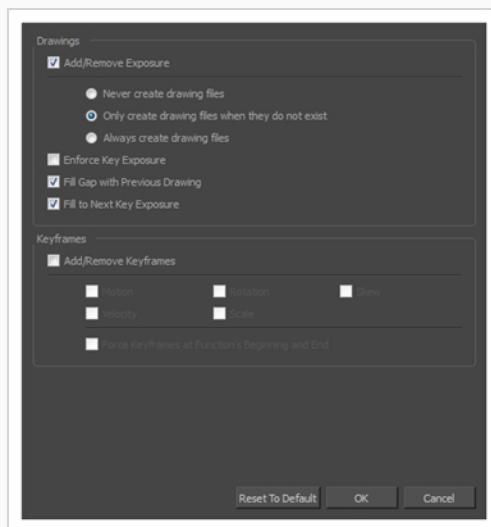 Drawings
Add/Remove Exposure
Never create drawing files
Only create drawing files when they do not exist
Always create drawing files
Enforce Key Exposure
Fill Gap with Previous Drawing
Fill to Next Key Exposure
Keyframes
Add/Remove Keyframes
Motion Rotation Skew
Velocity Scale
Force Keyframes at Function's Beginning and End
Reset To Default OK Cancel